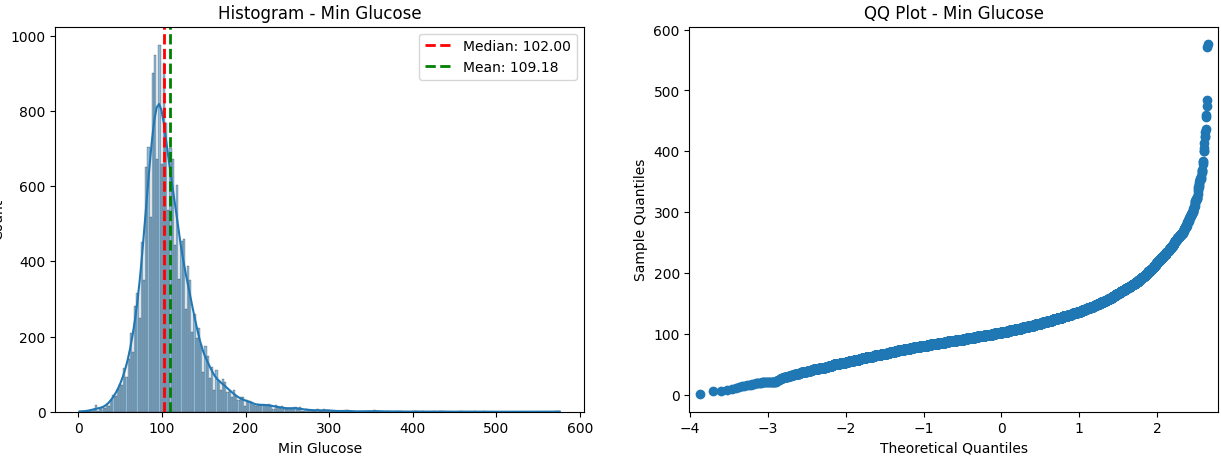 Histogram - Min Glucose
1000
800
600
400
200
0
Median: 102.00
Mean: 109.18
0 100 200 300 400 500 600
Min Glucose
QQ Plot - Min Glucose
600
500
400
300
200
100
0
Sample Quantiles
−4 −3 −2 −1 0 1 2
Theoretical Quantiles